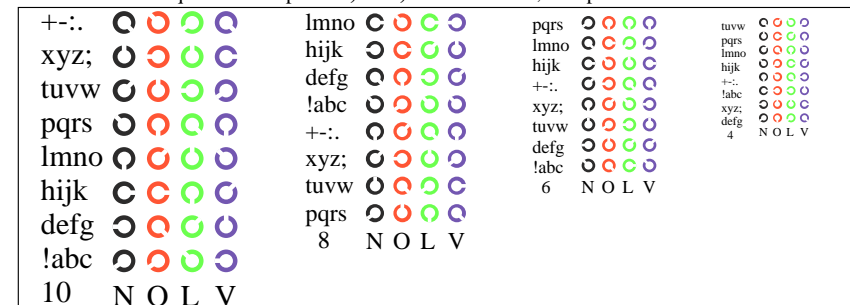 +-:.
xyz;
tuvw
pqrs
lmno
hijk
defg
!abc
10 N O L V
lmno
hijk
defg
!abc
+-:.
xyz;
tuvw
pqrs
8 N O L V
pqrs
lmno
hijk
+-:.
xyz;
tuvw
defg
!abc
6 N O L V
tuvw
pqrs
lmno
hijk
+-:.
!abc
xyz;
defg
4 N O L V